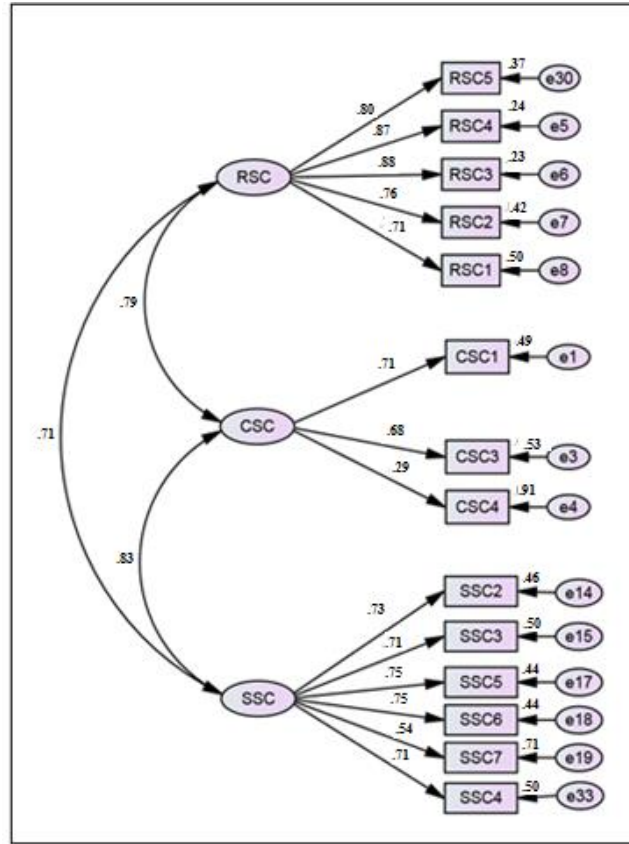 .37
RSC5
e30
.80
.24
RSC4
e5
.87
.23
RSC3
e6
.88
RSC
.76
.42
RSC2
e7
.71
.50
RSC1
e8
.79
.49
CSC1
e1
.71
CSC
.68
.53
CSC3
e3
.29
.91
CSC4
e4
.71
.83
.46
SSC2
e14
.73
.50
SSC3
e15
.71
.44
SSC5
e17
.75
.44
SSC6
e18
.75
SSC
.54
.71
SSC7
e19
.71
.50
SSC4
e33